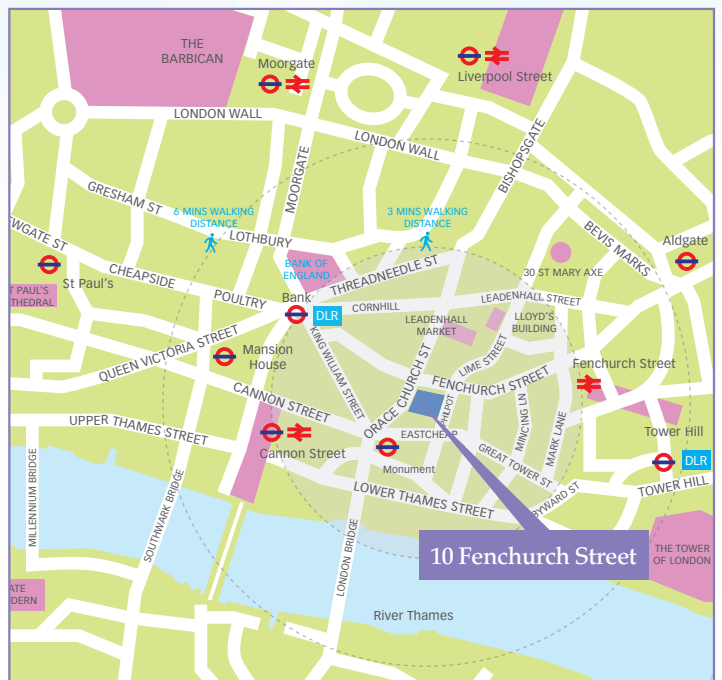 THE
BARBICAN
Moorgate
Liverpool Street
LONDON WALL
LONDON WALL
BISHOPSGATE
MOORGATE
GRESHAM ST
6 MINS WALKING
DISTANCE
3 MINS WALKING
DISTANCE
LOTHBURY
BEVIS MARKS
Aldgate
EWGATE ST
St Paul's
CHEAPSIDE
BANK OF
ENGLAND
THREADNEEDLE ST
30 ST MARY AXE
T PAUL'S
THEDRAL
POULTRY
Bank
DLR
CORNHILL
LEADENHALL STREET
LEADENHALL
MARKET
LLOYD'S
BUILDING
QUEEN VICTORIA STREET
Mansion
House
KING WILLIAM STREET
LIME STREET
Fenchurch Street
ORACE CHURCH ST
FENCHURCH STREET
CANNON STREET
PHILPOT
MINCING LN
MARK LANE
UPPER THAMES STREET
EASTCHEAP
Cannon Street
Monument
GREAT TOWER ST
Tower Hill
DLR
MILLENNIUM BRIDGE
SOUTHWARK BRIDGE
LOWER THAMES STREET
BYWARD ST
TOWER HILL
LONDON BRIDGE
10 Fenchurch Street
THE TOWER
OF LONDON
ATE
DERN
River Thames